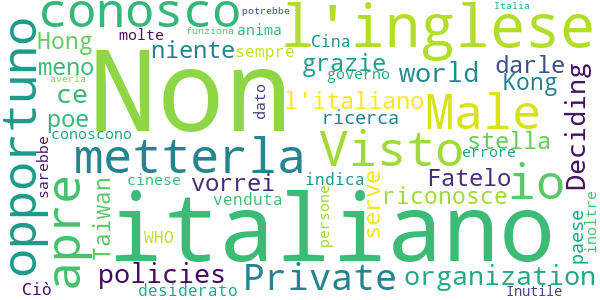 conosco
l'inglese
potrebbe
Italia
molte
funziona
anima
Hong
niente
sempre
Cina
grazie
governo
darle
meno
averla
ce
Non
world
Kong
opportuno
poe
conoscono
dato
l'italiano
ricerca
Male
Deciding
stella
errore
metterla
Visto
sarebbe
apre
Taiwan
cinese
vorrei
indica
serve
riconosce
Fatelo
io
venduta
persone
paese
inoltre
italiano
WHO
policies
Private
organization
Ciò
desiderato
Inutile